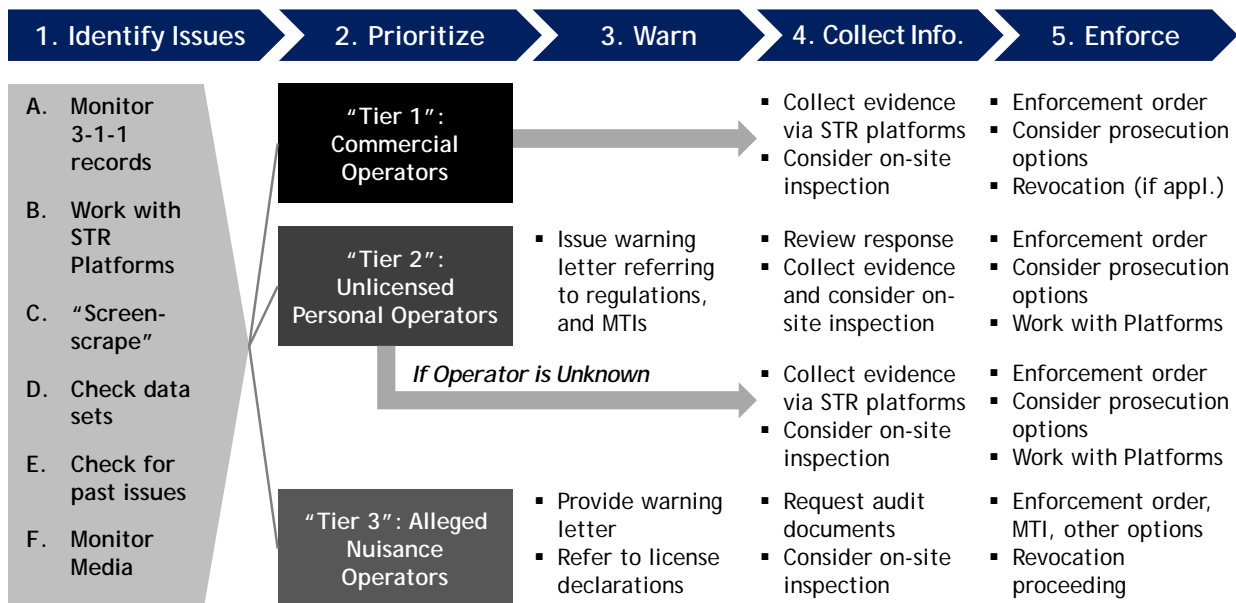 1. Identify Issues
2. Prioritize
3. Warn
4. Collect Info.
5. Enforce
A. Monitor
3-1-1
records
B. Work with
STR
Platforms
C. “Screen-
scrape”
D. Check data
sets
E. Check for
past issues
F. Monitor
Media
“Tier 1”:
Commercial
Operators
▪ Collect evidence
via STR platforms
▪ Consider on-site
inspection
▪ Enforcement order
▪ Consider prosecution
options
▪ Revocation (if appl.)
“Tier 2”:
Unlicensed
Personal Operators
▪ Issue warning
letter referring
to regulations,
and MTIs
▪ Review response
▪ Collect evidence
and consider on-
site inspection
▪ Enforcement order
▪ Consider prosecution
options
▪ Work with Platforms
If Operator is Unknown
▪ Collect evidence
via STR platforms
▪ Consider on-site
inspection
▪ Enforcement order
▪ Consider prosecution
options
▪ Work with Platforms
“Tier 3”: Alleged
Nuisance
Operators
▪ Provide warning
letter
▪ Refer to license
declarations
▪ Request audit
documents
▪ Consider on-site
inspection
▪ Enforcement order,
MTI, other options
▪ Revocation
proceeding